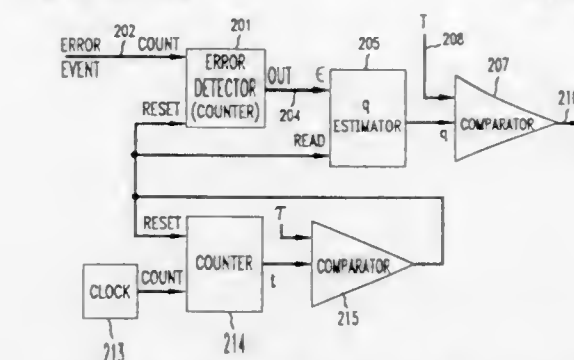 201
202
ERROR COUNT
EVENT
ERROR
DETECTOR
(COUNTER)
RESET
OUT
ϵ
204
205
q
ESTIMATOR
READ
T
208
207
COMPARATOR
q
RESET
COUNTER
214
COUNT
CLOCK
213
τ
t
COMPARATOR
215